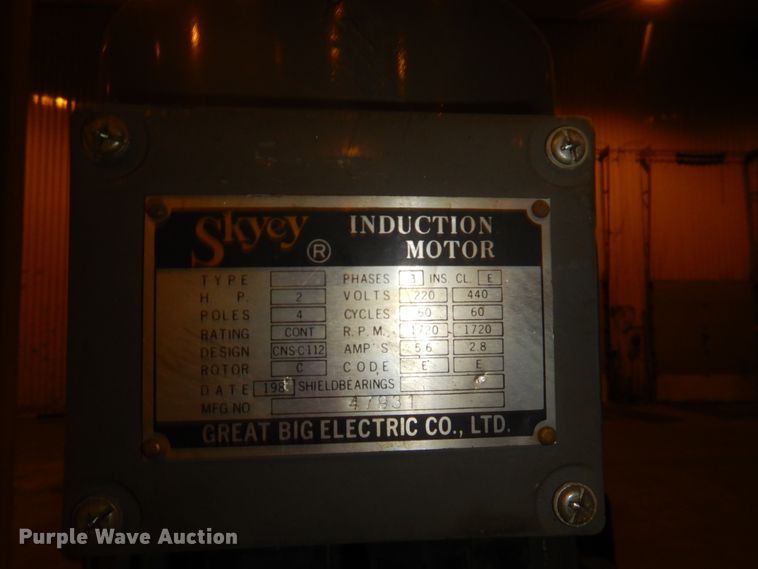 Skyey ® INDUCTION MOTOR
TYPE PHASES 3 INS. CL. E
H. P. 2 VOLTS 220 440
POLES 4 CYCLES 60 60
RATING CONT R.P.M. 1720 1720
DESIGN CNS-C112 AMP'S 5.6 2.8
ROTOR C CODE E E
DATE SHIELDBEARINGS
MFG NO 47931
GREAT BIG ELECTRIC CO., LTD.
Purple Wave Auction